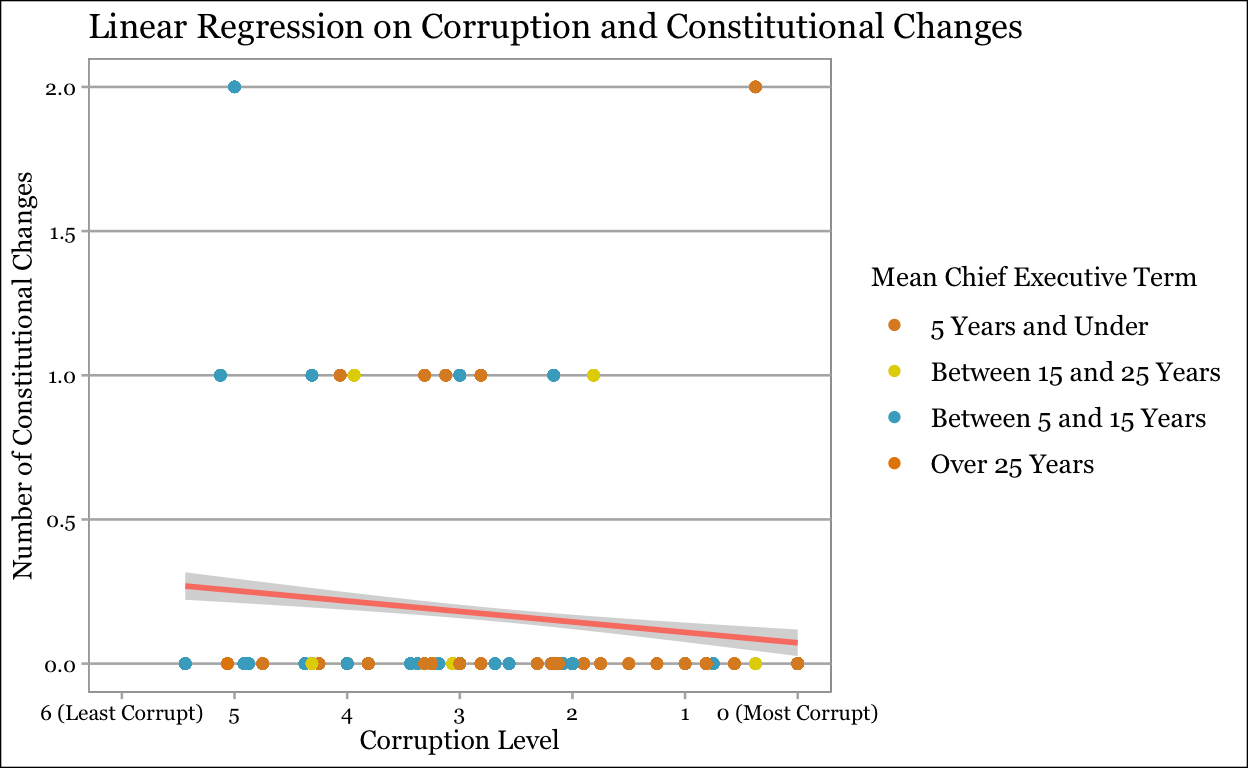 Linear Regression on Corruption and Constitutional Changes
Number of Constitutional Changes
2.0
1.5
1.0
0.5
0.0
6 (Least Corrupt) 5 4 3 2 1 0 (Most Corrupt)
Corruption Level
Mean Chief Executive Term
5 Years and Under
Between 15 and 25 Years
Between 5 and 15 Years
Over 25 Years